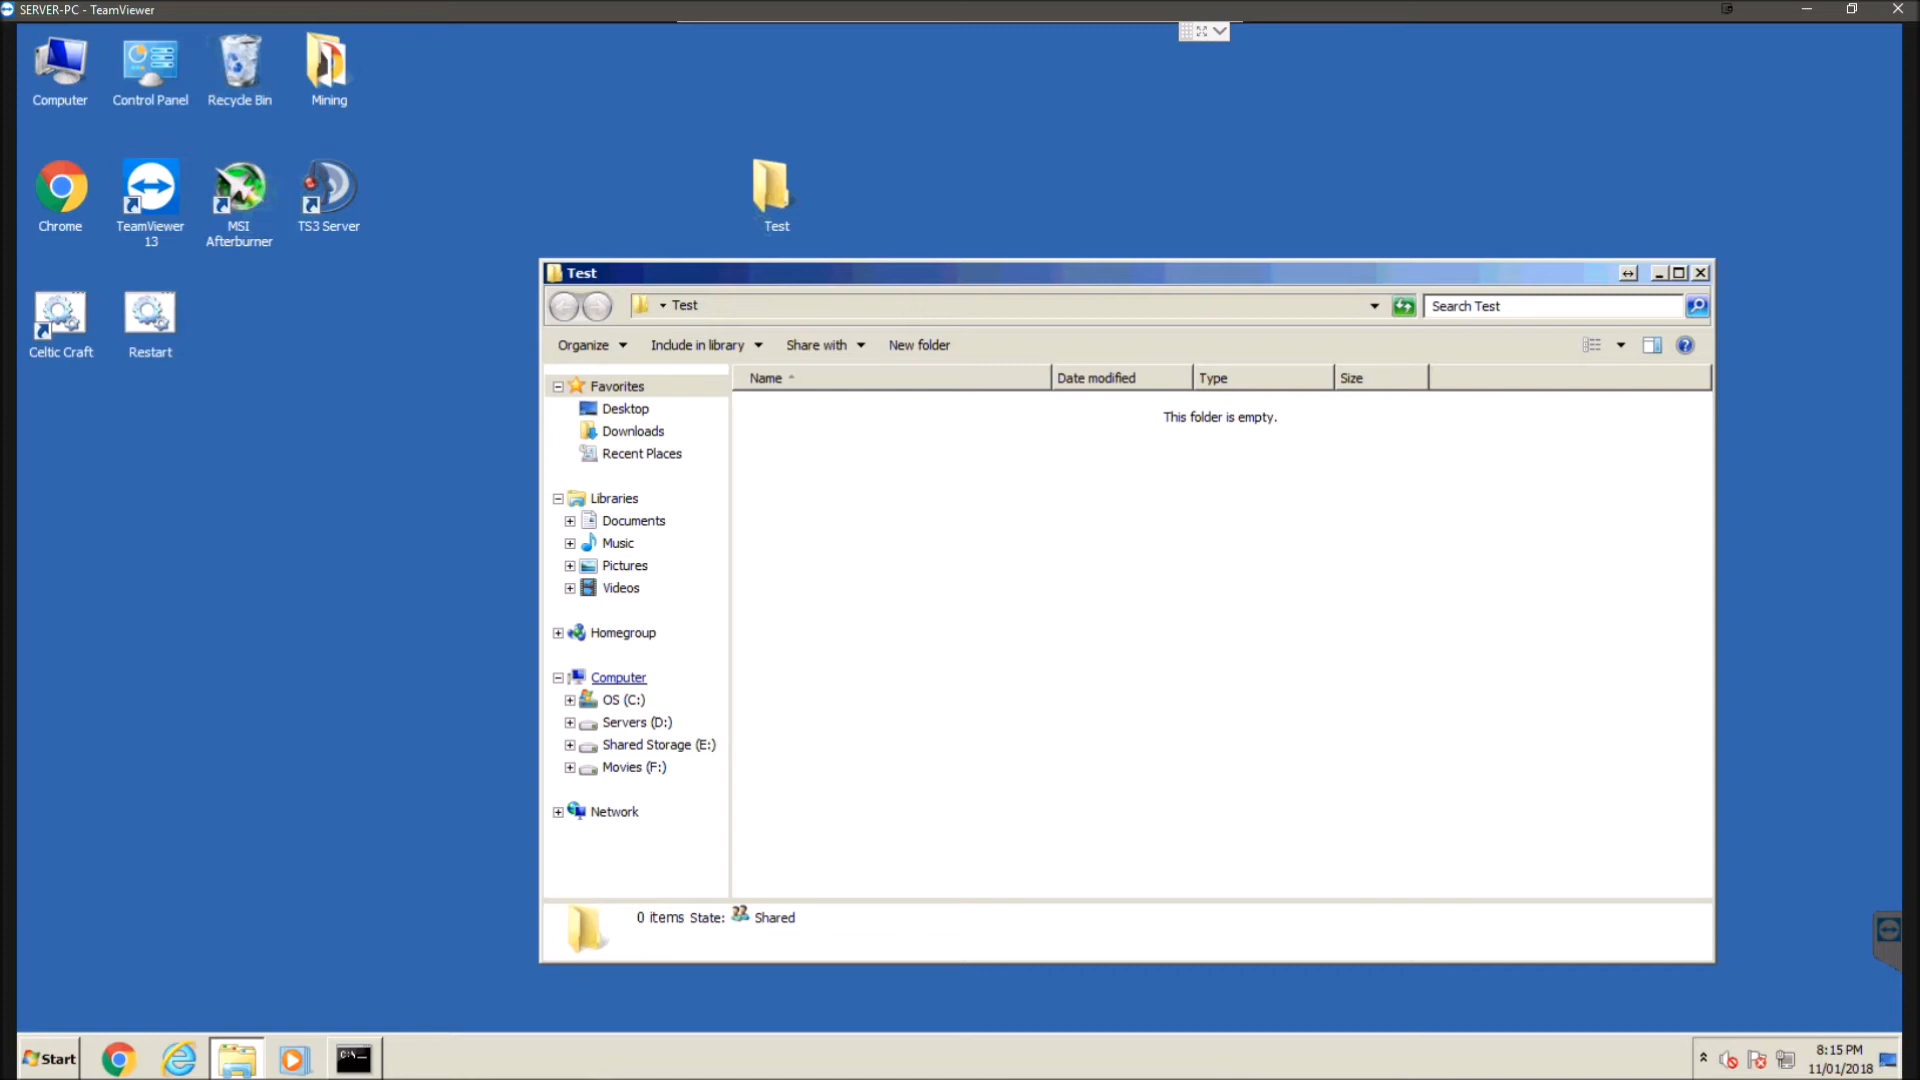 SERVER-PC - TeamViewer
Computer
Control Panel
Recycle Bin
Mining
Chrome
TeamViewer
13
MSI
Afterburner
TS3 Server
Test
Celtic Craft
Restart
Test
Test
Search Test
Organize
Include in library
Share with
New folder
Name
Date modified
Type
Size
This folder is empty.
Favorites
Desktop
Downloads
Recent Places
Libraries
Documents
Music
Pictures
Videos
Homegroup
Computer
OS (C:)
Servers (D:)
Shared Storage (E:)
Movies (F:)
Network
0 items State: Shared
Start
C:\_
8:15 PM
11/01/2018